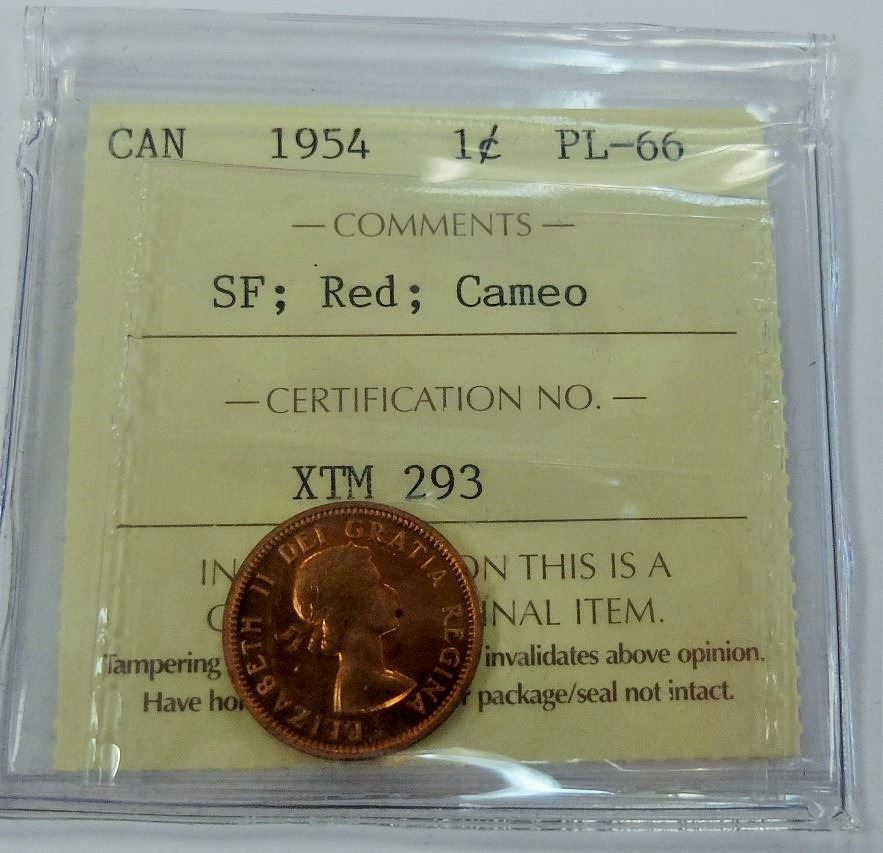 CAN 1954 1¢ PL-66
— COMMENTS —
SF; Red; Cameo
— CERTIFICATION NO. —
XTM 293
IN ON THIS IS A
INAL ITEM.
Tampering invalidates above opinion.
Have package/seal not intact.
ELIZABETH II DEI GRATIA REGINA